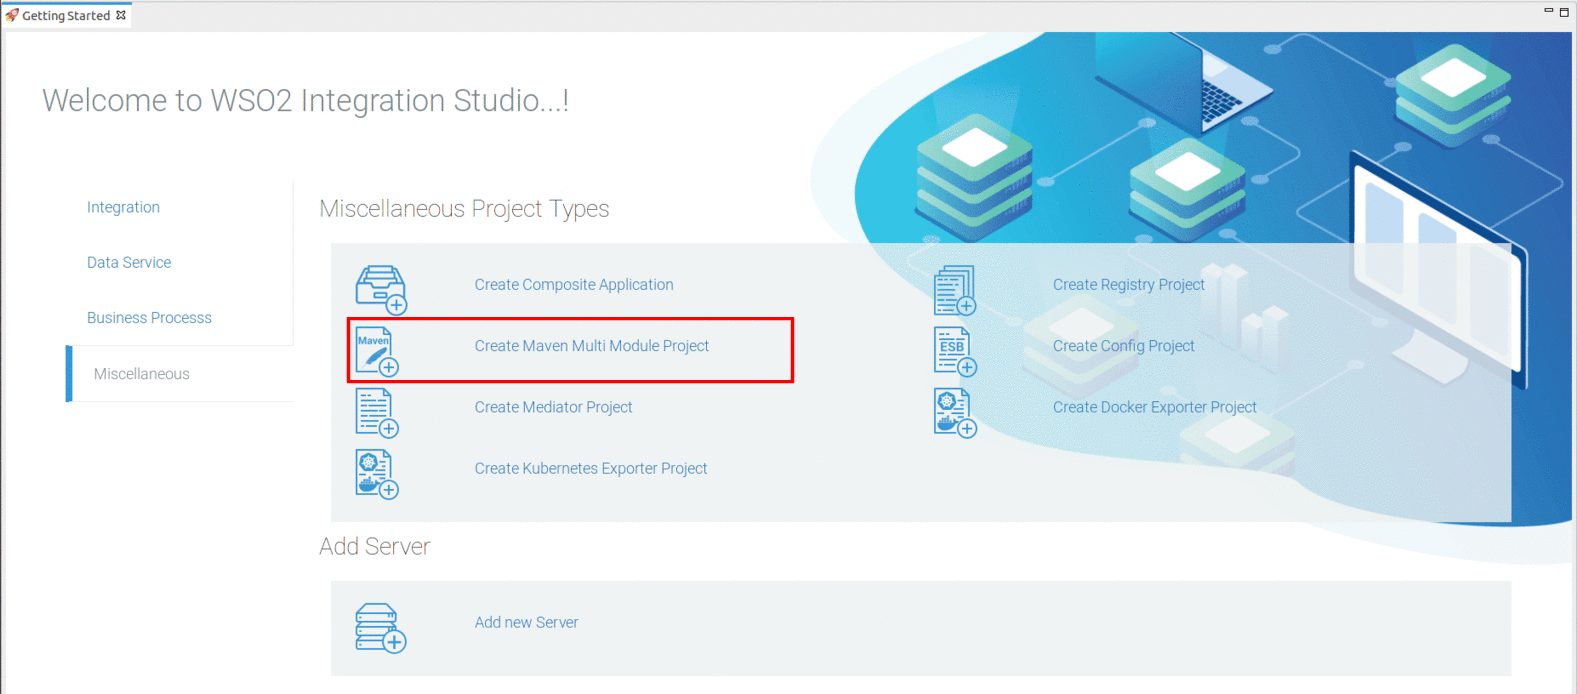 Getting Started
Welcome to WSO2 Integration Studio...!
Integration
Data Service
Business Processs
Miscellaneous
Miscellaneous Project Types
Create Composite Application
Create Registry Project
Maven
Create Maven Multi Module Project
ESB
Create Config Project
Create Mediator Project
Create Docker Exporter Project
Create Kubernetes Exporter Project
Add Server
Add new Server